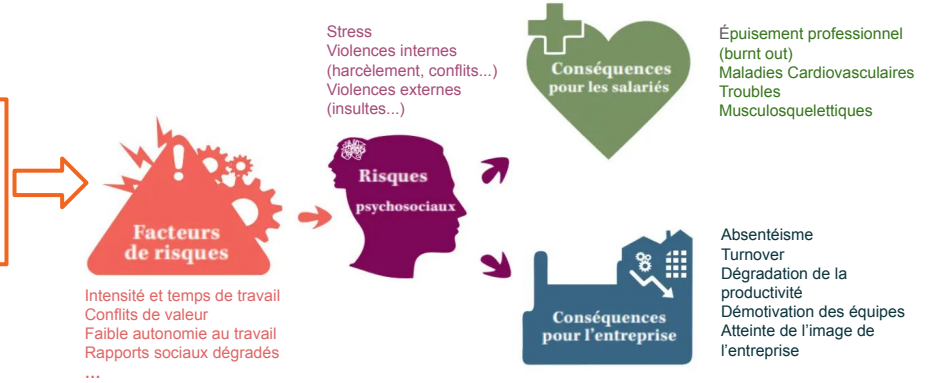 Facteurs
de risques
Intensité et temps de travail
Conflits de valeur
Faible autonomie au travail
Rapports sociaux dégradés
...
Stress
Violences internes
(harcèlement, conflits...)
Violences externes
(insultes...)
Risques
psychosociaux
Conséquences
pour les salariés
Épuisement professionnel
(burnt out)
Maladies Cardiovasculaires
Troubles
Musculosquelettiques
Conséquences
pour l'entreprise
Absentéisme
Turnover
Dégradation de la
productivité
Démotivation des équipes
Atteinte de l'image de
l'entreprise